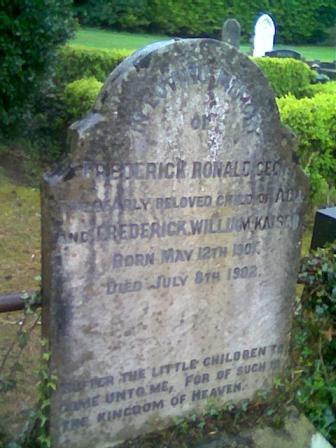 IN LOVING MEMORY
OF
FREDERICK RONALD CECIL
DEARLY BELOVED CHILD OF
AND FREDERICK WILLIAM
BORN MAY 12TH 1901.
DIED JULY 8TH 1902.
SUFFER THE LITTLE CHILDREN TO
COME UNTO ME, FOR OF SUCH IS
THE KINGDOM OF HEAVEN.